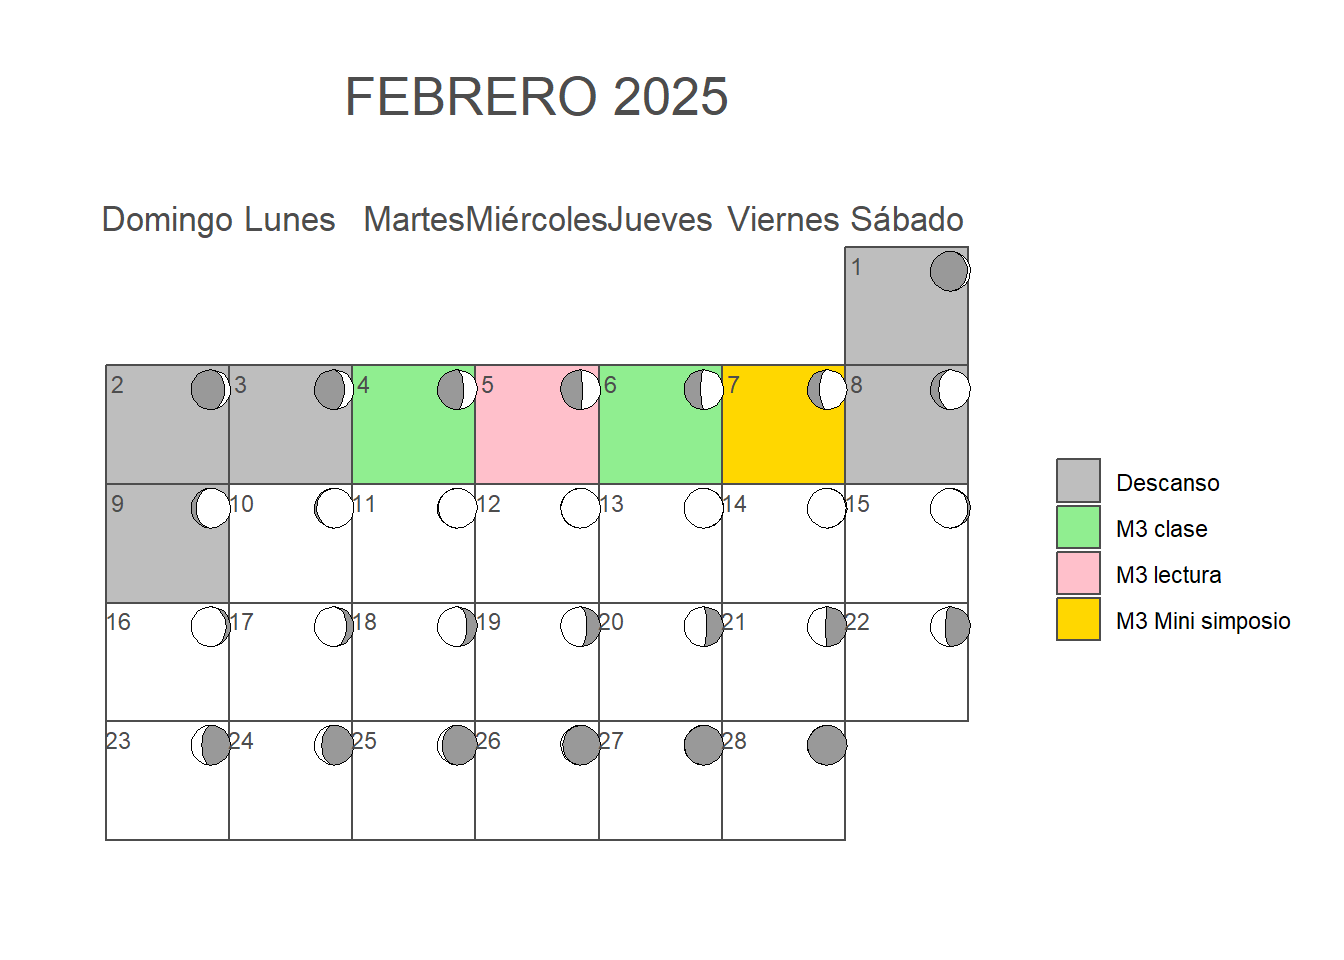 FEBRERO 2025
Domingo Lunes Martes Miércoles Jueves Viernes Sábado
1
2 3 4 5 6 7 8
9 10 11 12 13 14 15
16 17 18 19 20 21 22
23 24 25 26 27 28
Descanso
M3 clase
M3 lectura
M3 Mini simposio